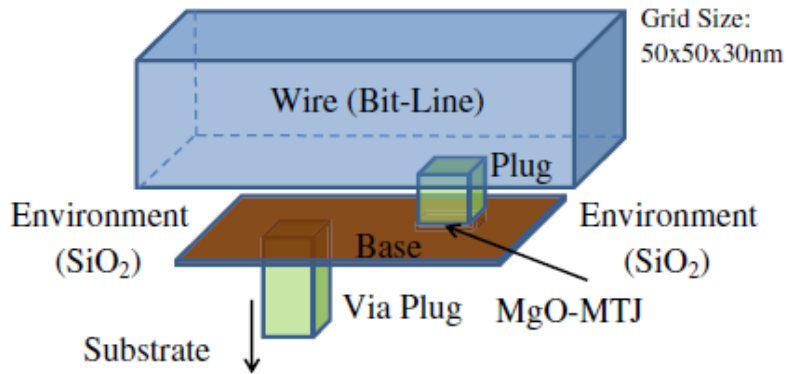 Grid Size:
50x50x30nm
Wire (Bit-Line)
Plug
Environment
(SiO₂)
Environment
(SiO₂)
Base
Via Plug
MgO-MTJ
Substrate